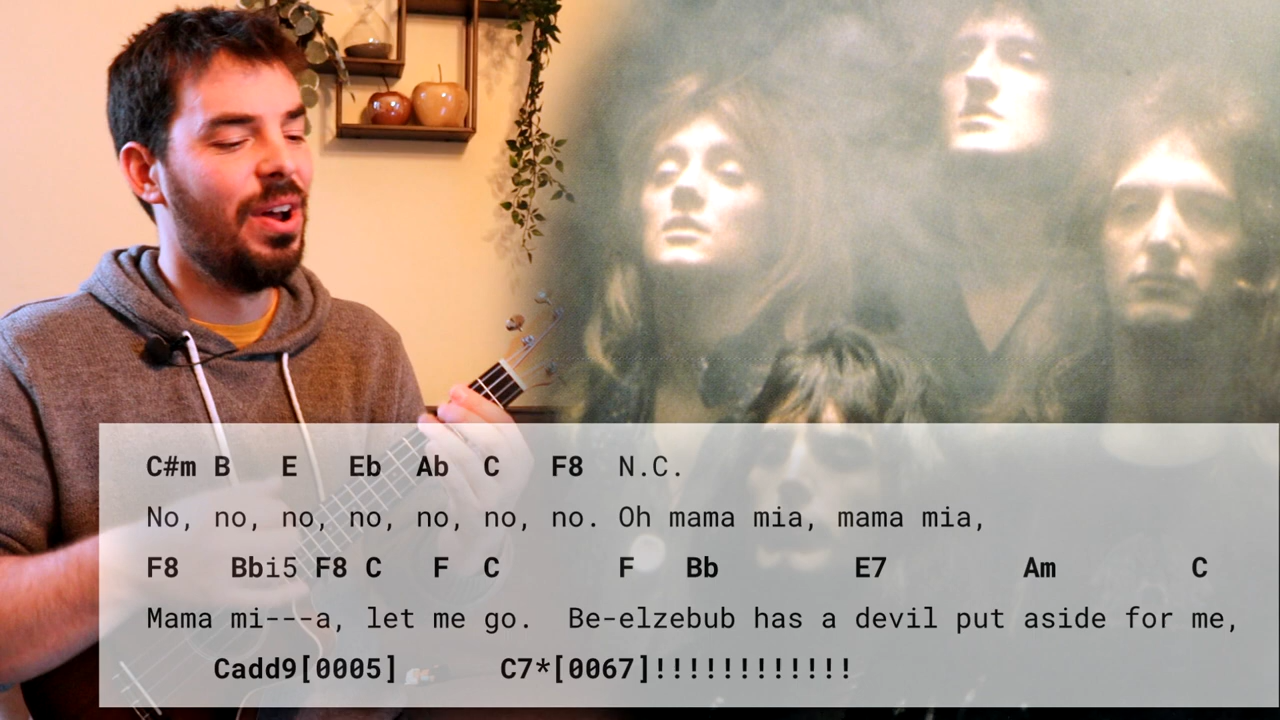 C#m B E Eb Ab C F8 N.C.
No, no, no, no, no, no, no. Oh mama mia, mama mia,
F8 Bbi5 F8 C F C F Bb E7 Am C
Mama mi---a, let me go. Be-elzebub has a devil put aside for me,
Cadd9[0005] C7*[0067]!!!!!!!!!!!!